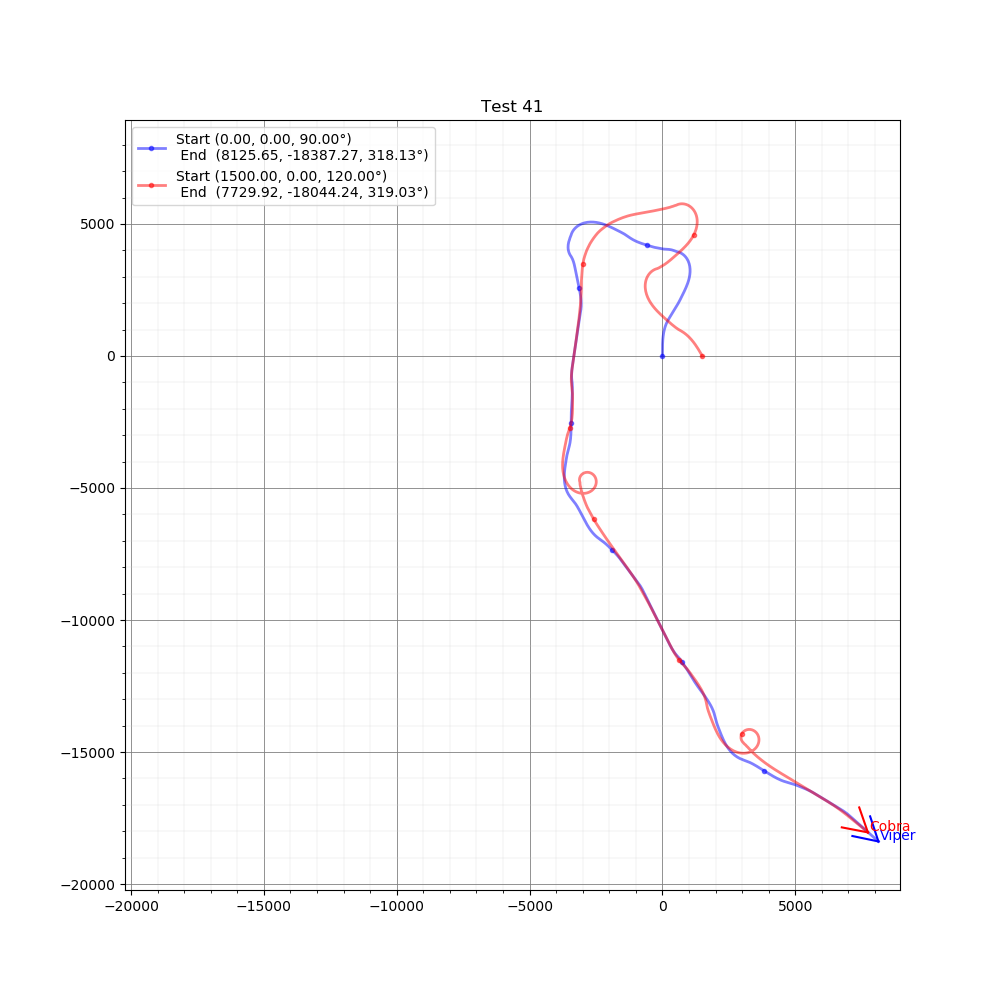 Test 41
Start (0.00, 0.00, 90.00°)
End (8125.65, -18387.27, 318.13°)
Start (1500.00, 0.00, 120.00°)
End (7729.92, -18044.24, 319.03°)
5000
0
−5000
−10000
−15000
−20000
Cobra
Viper
−20000 −15000 −10000 −5000 0 5000